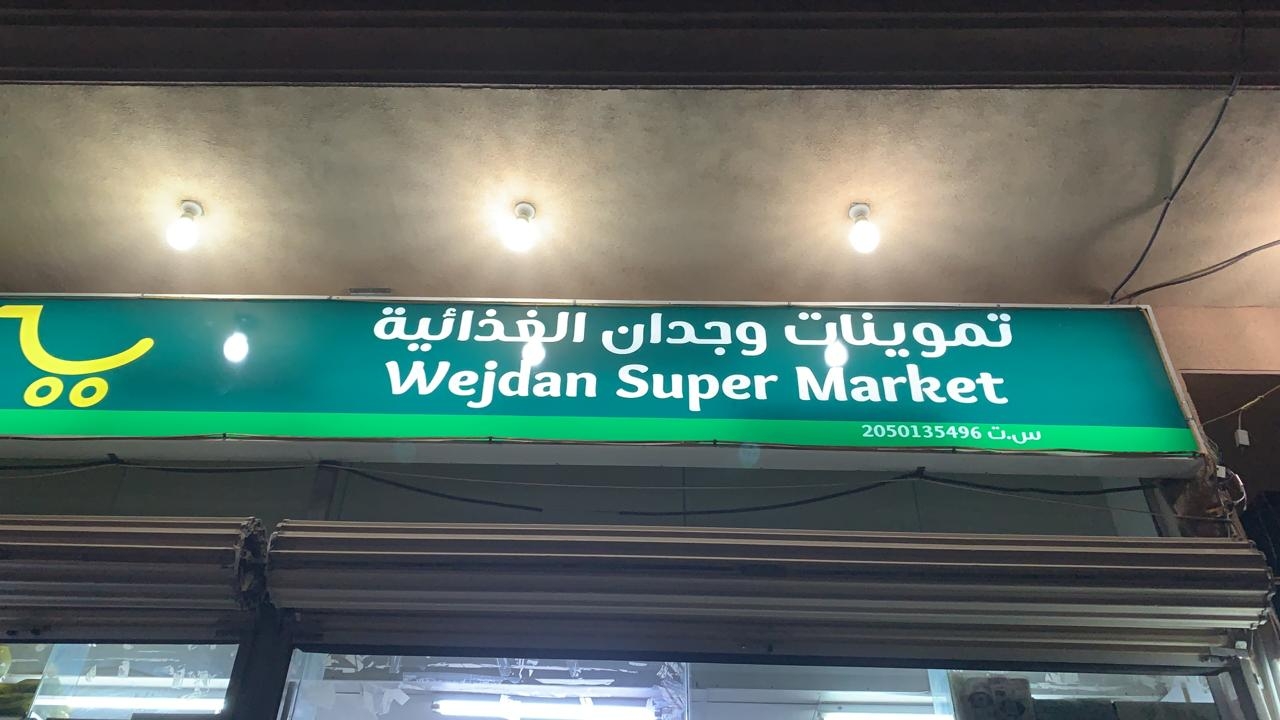 تموينات وجدان الغذائية
Wejdan Super Market
س.ت 2050135496